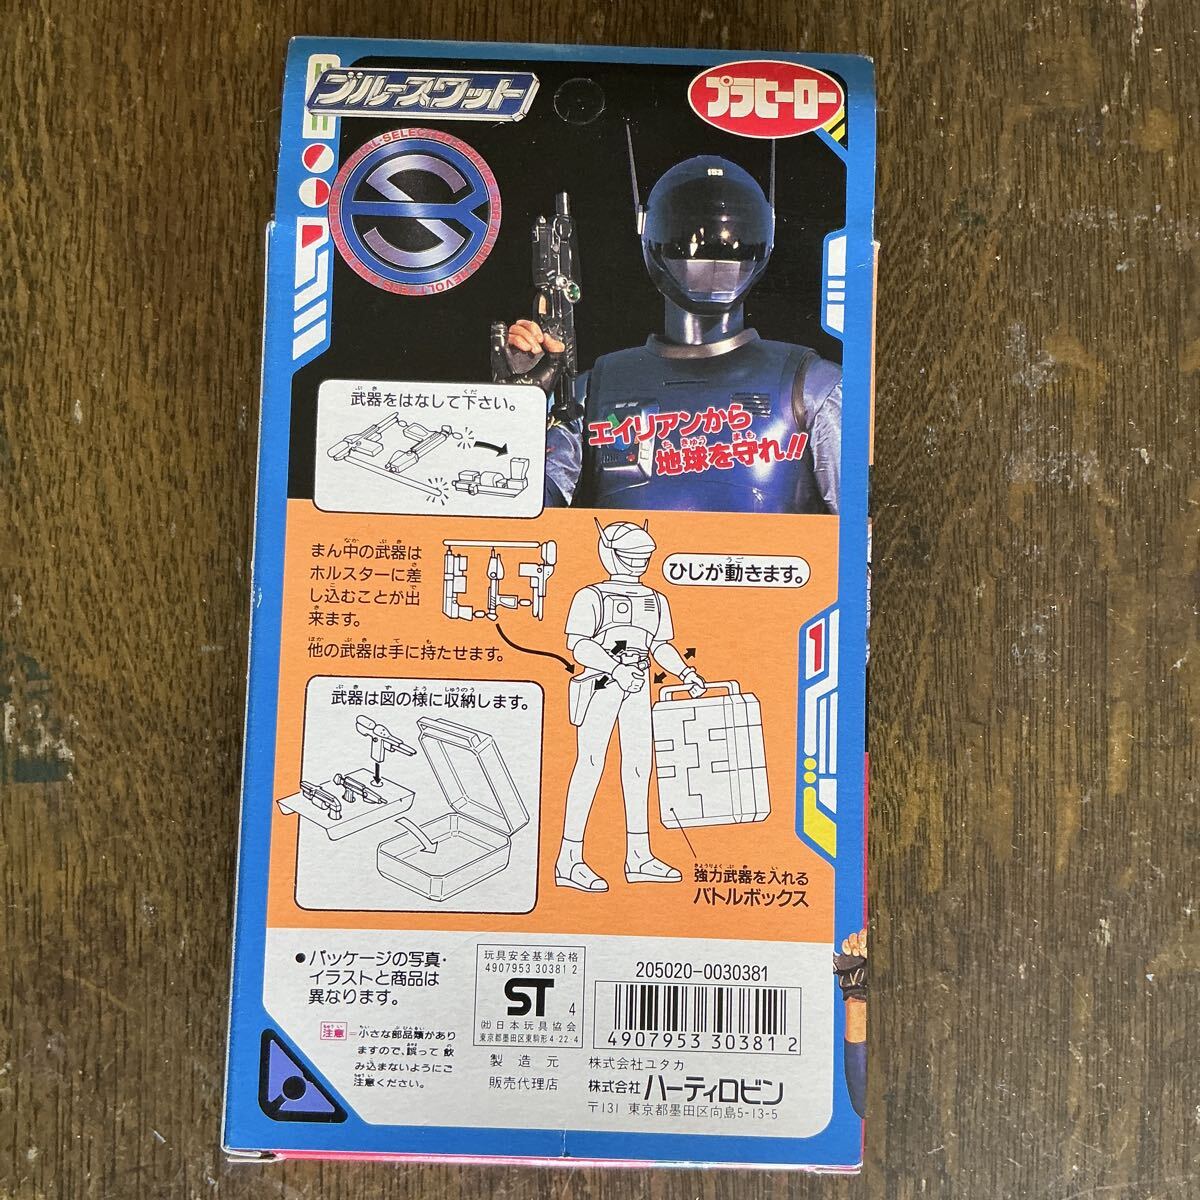 ブルースワット
プラヒーロー
武器をはなして下さい。
エイリアンから
地球を守れ!!
まん中の武器は
ホルスターに差
し込むことが出
来ます。
他の武器は手に持たせます。
ひじが動きます。
武器は図の様に収納します。
強力武器を入れる
バトルボックス
●パッケージの写真・
イラストと商品は
異なります。
注意=小さな部品類があり
ますので、誤って飲
み込まないようにご
注意ください。
玩具安全基準合格
4907953 30381 2
ST 4
㈳日本玩具協会
東京都墨田区東駒形4-22-4
205020-0030381
4907953 303812
製造元 株式会社ユタカ
販売代理店 株式会社ハーティロビン
〒131 東京都墨田区向島5-13-5